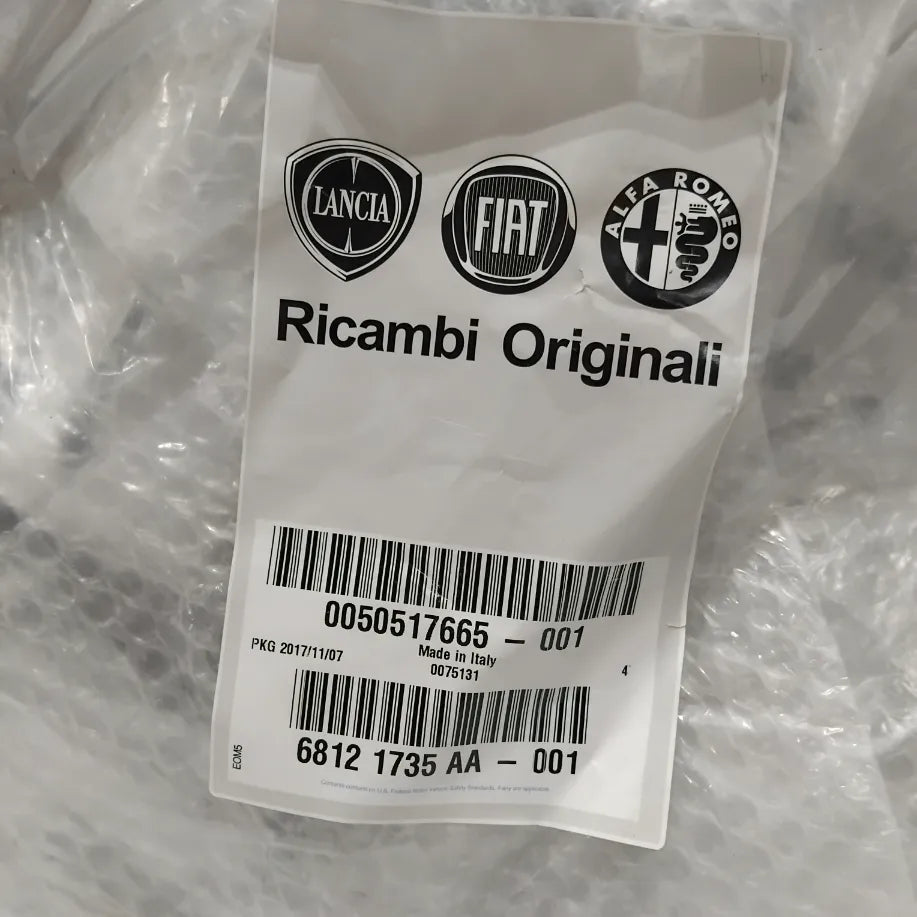 LANCIA
FIAT
ALFA ROMEO
Ricambi Originali
0050517665 - 001
PKG 2017/11/07
Made in Italy
0075131
4
6812 1735 AA - 001
EOM5